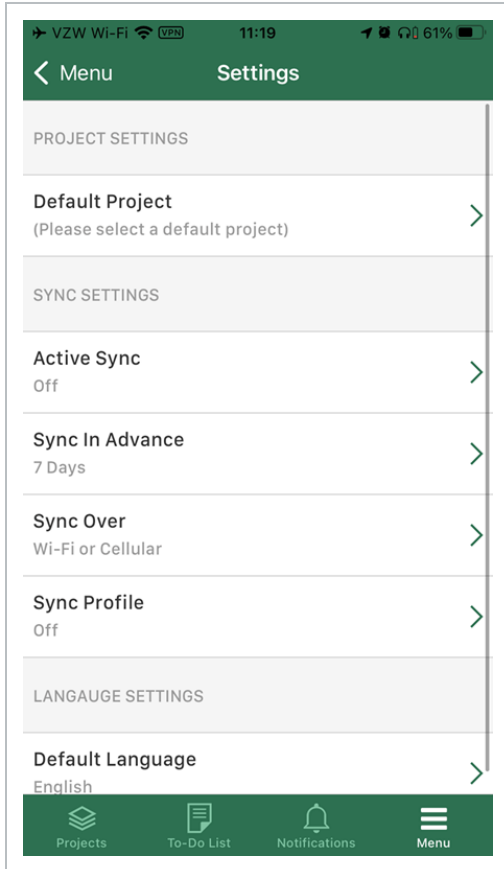 VZW Wi-Fi VPN 11:19 61%
Menu Settings
PROJECT SETTINGS
Default Project
(Please select a default project)
SYNC SETTINGS
Active Sync
Off
Sync In Advance
7 Days
Sync Over
Wi-Fi or Cellular
Sync Profile
Off
LANGAUGE SETTINGS
Default Language
English
Projects To-Do List Notifications Menu